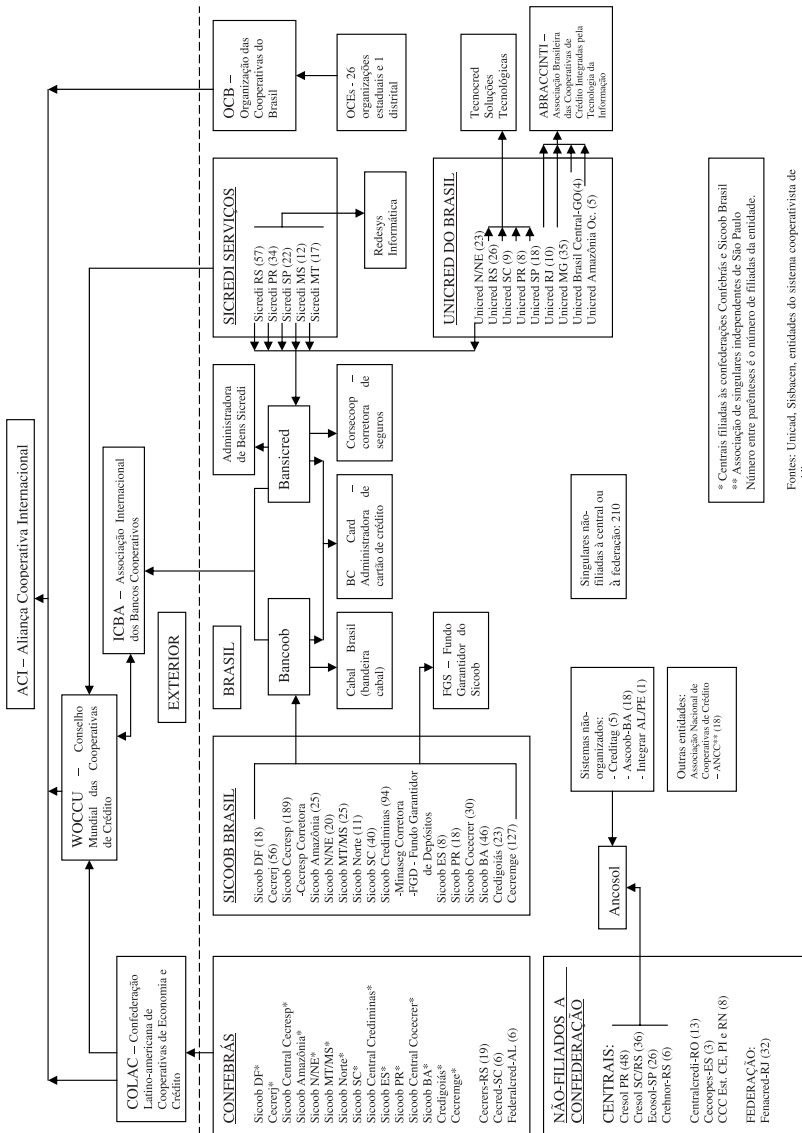 ACI – Aliança Cooperativa Internacional
COLAC – Confederação
Latino-americana de
Cooperativas de Economia e
Crédito
WOCCU – Conselho
Mundial das Cooperativas
de Crédito
ICBA – Associação Internacional
dos Bancos Cooperativos
EXTERIOR
BRASIL
CONFEBRÁS
Sicoob DF*
Cecrerj*
Sicoob Central Cecresp*
Sicoob Amazônia*
Sicoob N/NE*
Sicoob MT/MS*
Sicoob Norte*
Sicoob SC*
Sicoob Central Crediminas*
Sicoob ES*
Sicoob PR*
Sicoob Central Cocecrer*
Sicoob BA*
Credigoiás*
Cecremge*
Cecrers-RS (19)
Cecred-SC (6)
Federalcred-AL (6)
SICOOB BRASIL
Sicoob DF (18)
Cecrerj (56)
Sicoob Cecresp (189)
-Cecresp Corretora
Sicoob Amazônia (25)
Sicoob N/NE (20)
Sicoob MT/MS (25)
Sicoob Norte (11)
Sicoob SC (40)
Sicoob Crediminas (94)
-Minaseg Corretora
-FGD - Fundo Garantidor
de Depósitos
Sicoob ES (8)
Sicoob PR (18)
Sicoob Cocecrer (30)
Sicoob BA (46)
Credigoiás (23)
Cecremge (127)
Bancoob
Cabal Brasil
(bandeira
cabal)
FGS – Fundo
Garantidor do
Sicoob
BC Card –
Administradora de
cartão de crédito
Bansicred
Administradora
de Bens Sicredi
Corsecoop –
corretora de
seguros
SICREDI SERVIÇOS
Sicredi RS (57)
Sicredi PR (34)
Sicredi SP (22)
Sicredi MS (12)
Sicredi MT (17)
Redesys
Informática
OCB –
Organização das
Cooperativas do
Brasil
OCEs - 26
organizações
estaduais e 1
distrital
UNICRED DO BRASIL
Unicred N/NE (23)
Unicred RS (26)
Unicred SC (9)
Unicred PR (8)
Unicred SP (18)
Unicred RJ (10)
Unicred MG (35)
Unicred Brasil Central-GO(4)
Unicred Amazônia Oc. (5)
Tecnocred
Soluções
Tecnológicas
ABRACCINTI –
Associação Brasileira
das Cooperativas de
Crédito Integradas pela
Tecnologia da
Informação
NÃO-FILIADOS A
CONFEDERAÇÃO
CENTRAIS:
Cresol PR (48)
Cresol SC/RS (36)
Ecosol-SP (26)
Crehnor-RS (6)
Centralcredi-RO (13)
Cecoopes-ES (3)
CCC Est. CE, PI e RN (8)
FEDERAÇÃO:
Fenacred-RJ (32)
Ancosol
Sistemas não-
organizados:
- Creditag (5)
- Ascoob-BA (18)
- Integrar AL/PE (1)
Outras entidades:
Associação Nacional de
Cooperativas de Crédito
– ANCC** (18)
Singulares não-
filiadas à central ou
à federação: 210
* Centrais filiadas às confederações Confebrás e Sicoob Brasil
** Associação de singulares independentes de São Paulo
Número entre parênteses é o número de filiadas da entidade.
Fontes: Unicad, Sisbacen, entidades do sistema cooperativista de